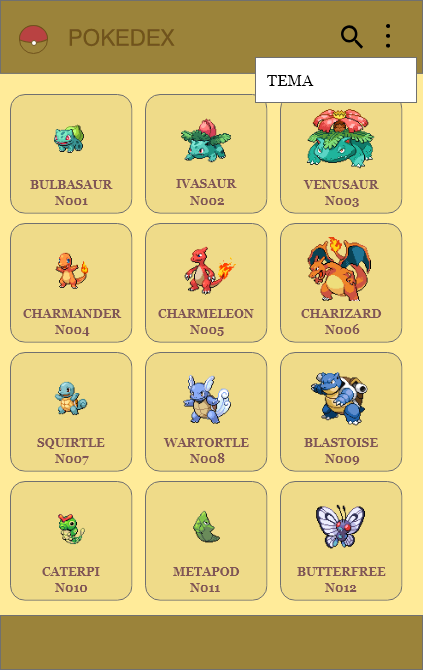 POKEDEX
TEMA
BULBASAUR
N001
IVASAUR
N002
VENUSAUR
N003
CHARMANDER
N004
CHARMELEON
N005
CHARIZARD
N006
SQUIRTLE
N007
WARTORTLE
N008
BLASTOISE
N009
CATERPI
N010
METAPOD
N011
BUTTERFREE
N012